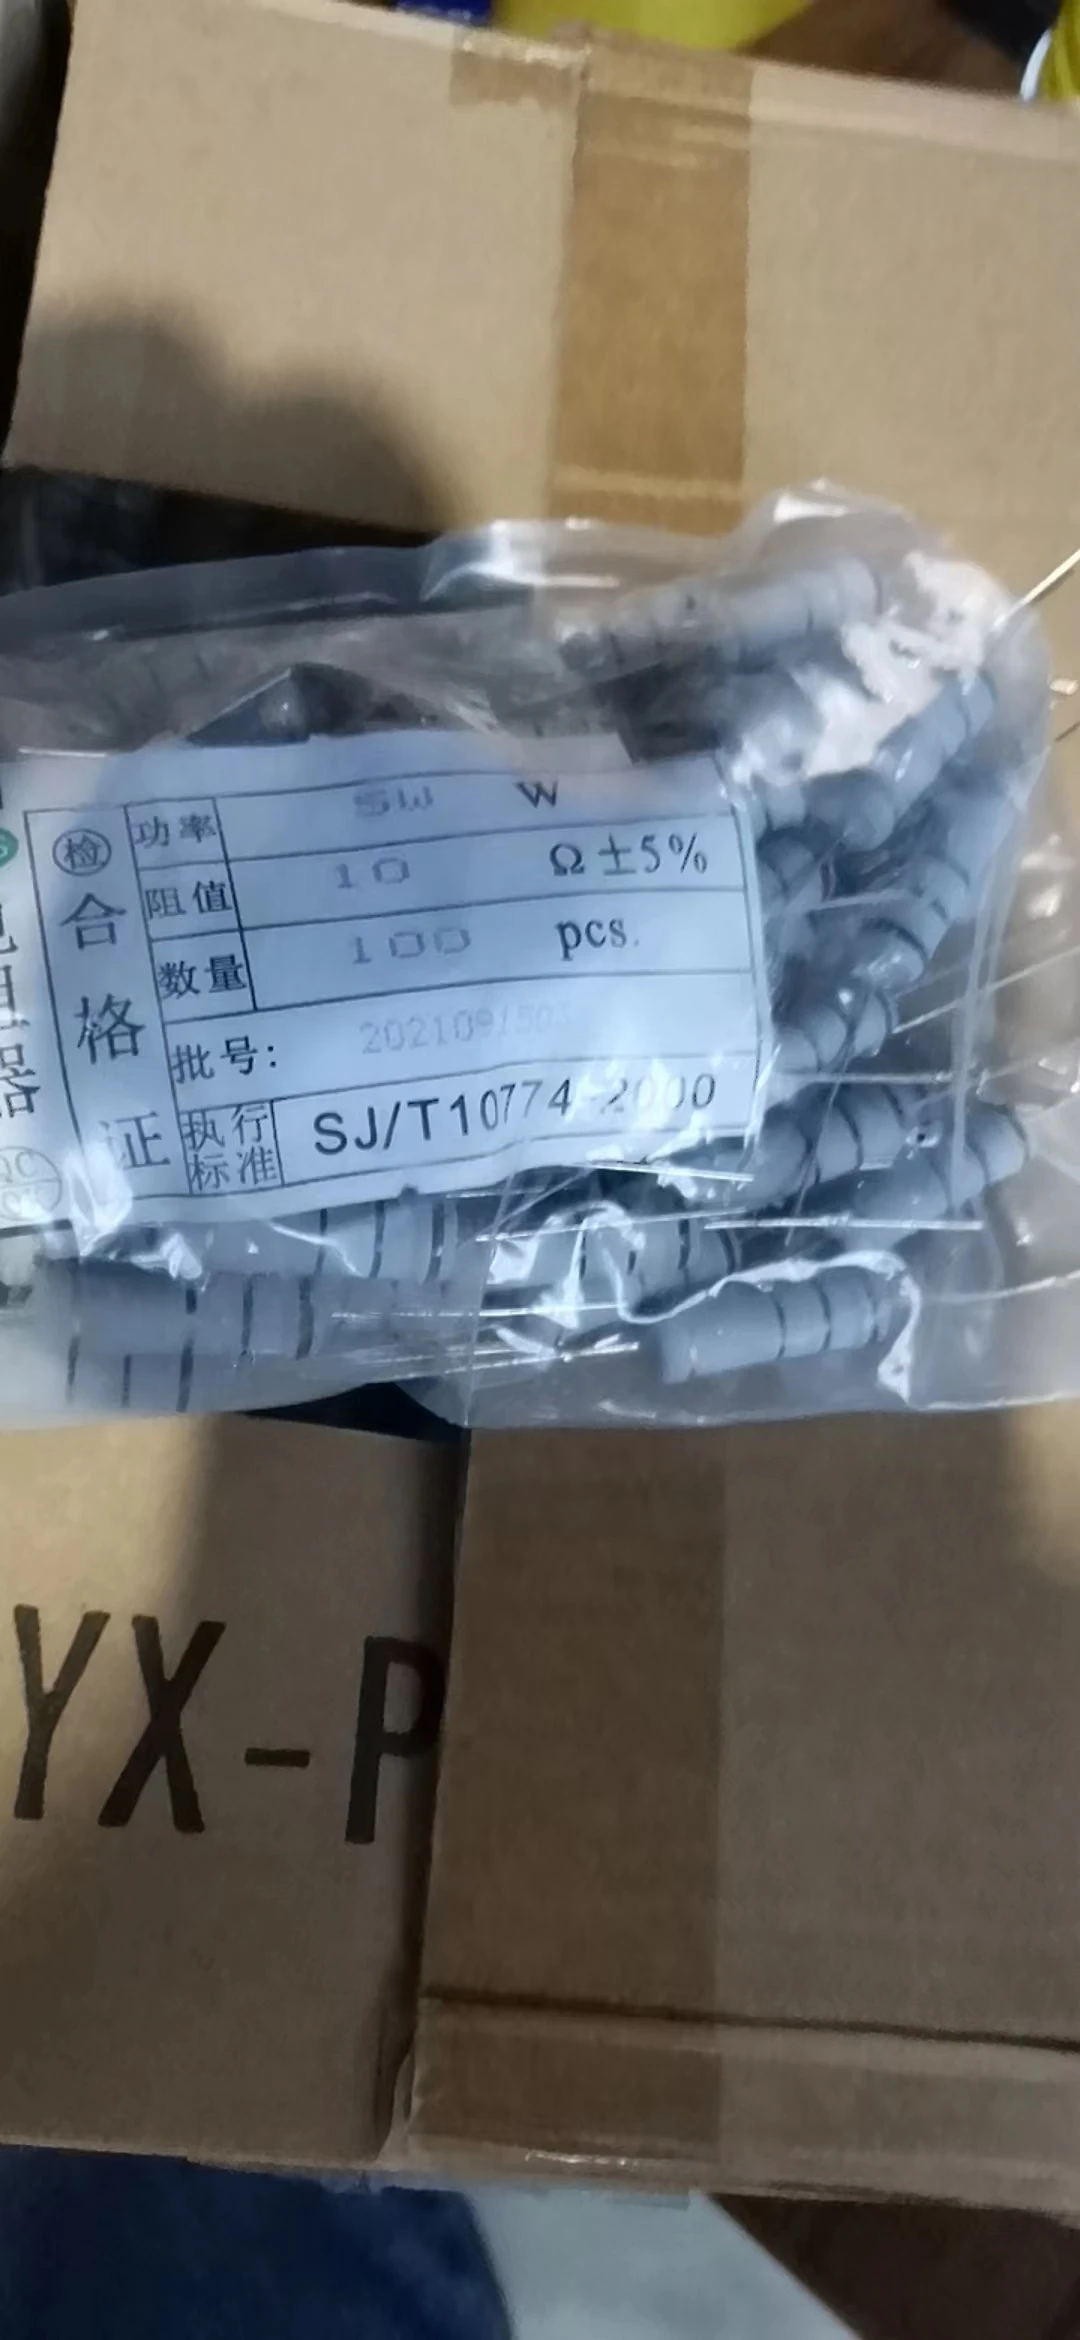 检
合格证
功率 5W W
阻值 10 Ω±5%
数量 100 pcs.
批号:
执行标准 SJ/T10774-2000
QC
YX-P